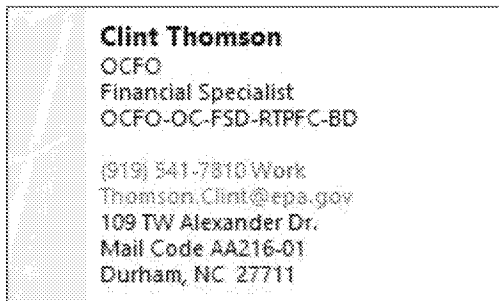 Clint Thomson
OCFO
Financial Specialist
OCFO-OC-FSD-RTPFC-BD
(919) 541-7810 Work
Thomson.Clint@epa.gov
109 TW Alexander Dr.
Mail Code AA216-01
Durham, NC 27711